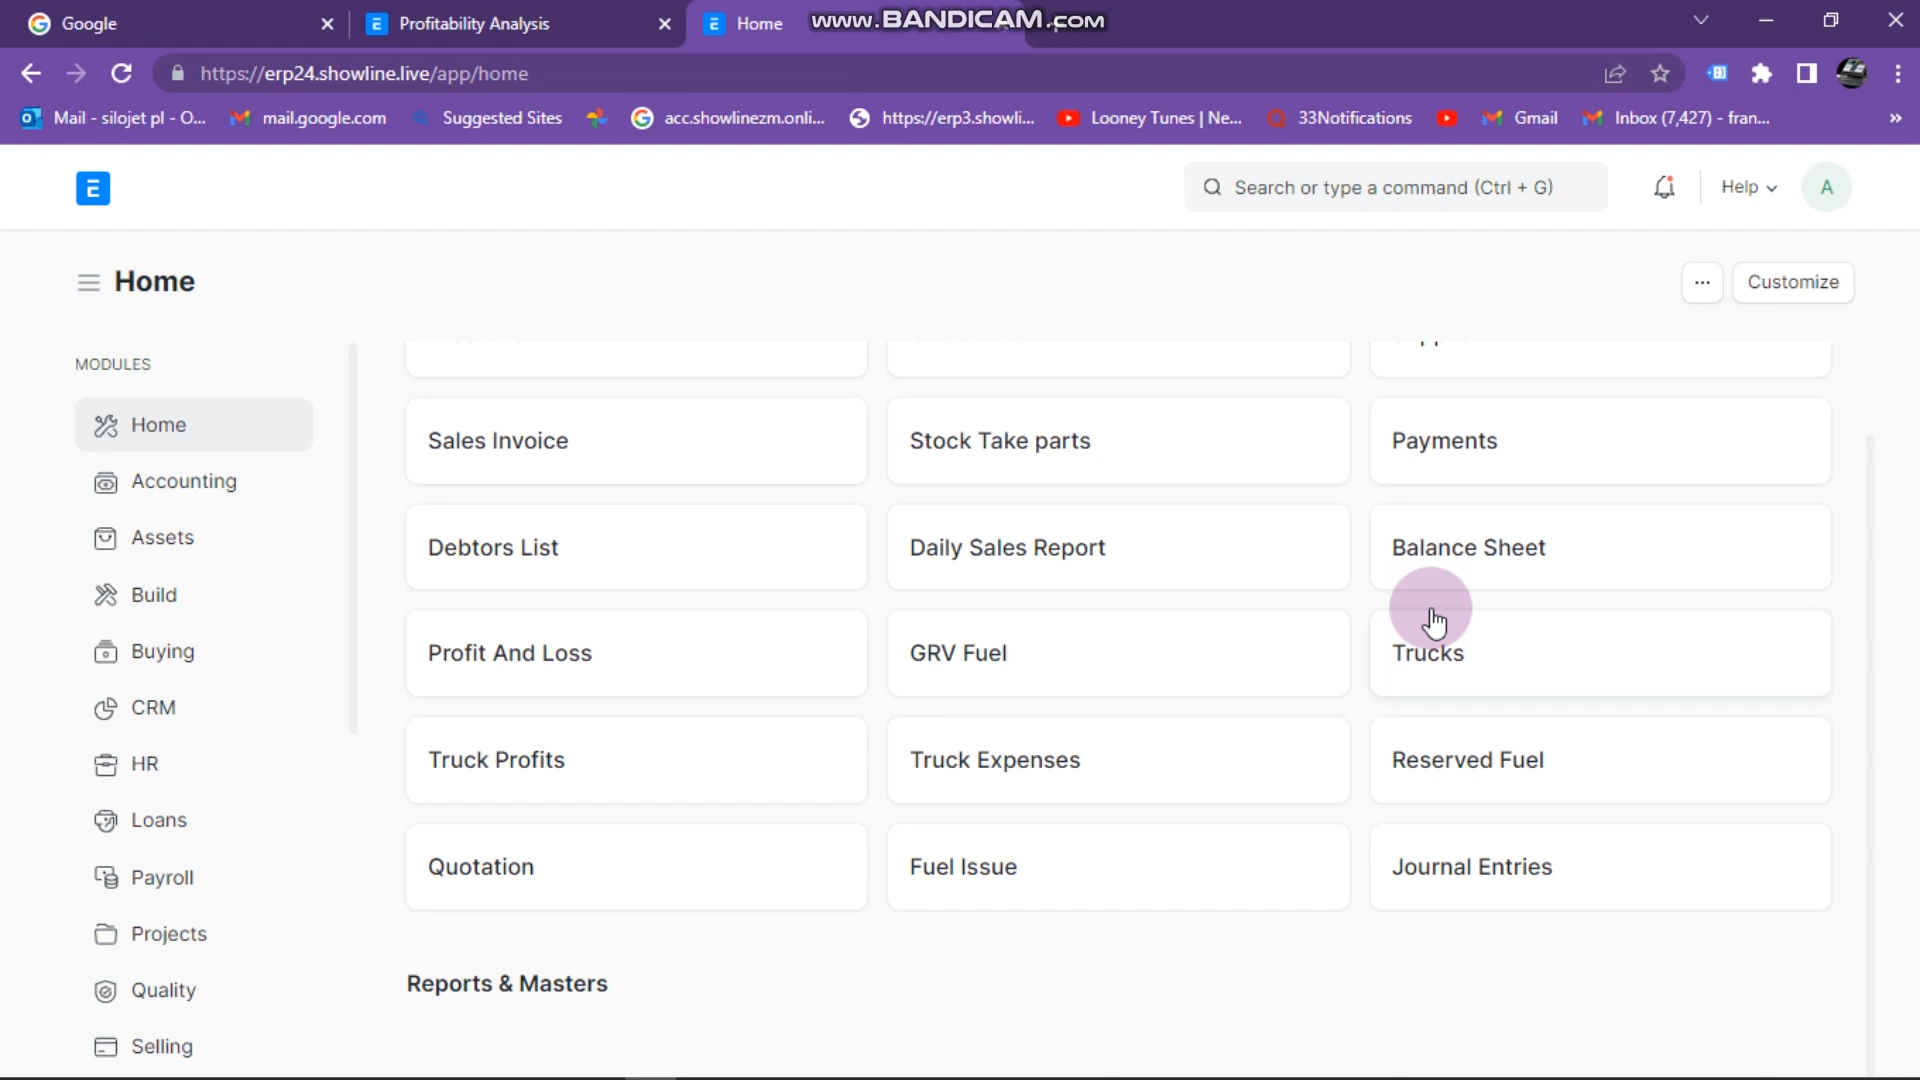 Google
Profitability Analysis
Home
www.BANDICAM.com
https://erp24.showline.live/app/home
Mail - silojet pl - O...
mail.google.com
Suggested Sites
acc.showlinezm.onli...
https://erp3.showli...
Looney Tunes | Ne...
33Notifications
Gmail
Inbox (7,427) - fran...
»
E
Search or type a command (Ctrl + G)
Help
A
Home
...
Customize
MODULES
Home
Accounting
Assets
Build
Buying
CRM
HR
Loans
Payroll
Projects
Quality
Selling
Sales Invoice
Stock Take parts
Payments
Debtors List
Daily Sales Report
Balance Sheet
Profit And Loss
GRV Fuel
Trucks
Truck Profits
Truck Expenses
Reserved Fuel
Quotation
Fuel Issue
Journal Entries
Reports & Masters